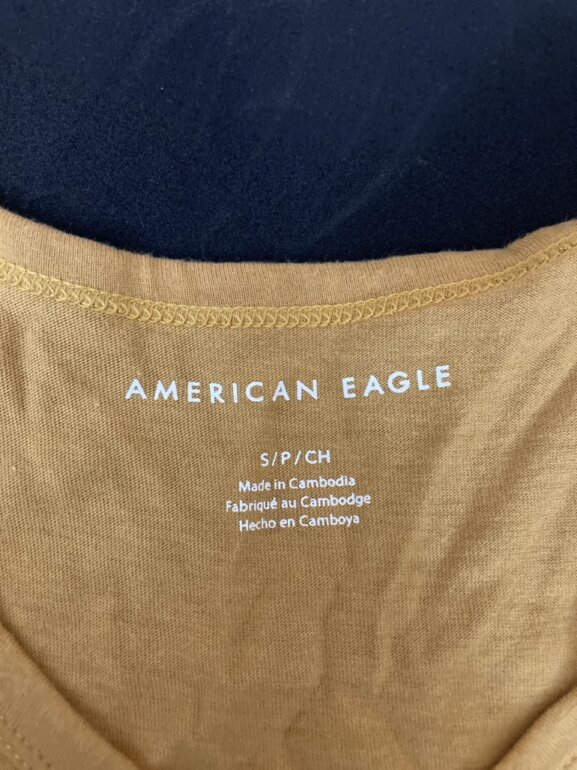 AMERICAN EAGLE
S/P/CH
Made in Cambodia
Fabriqué au Cambodge
Hecho en Camboya